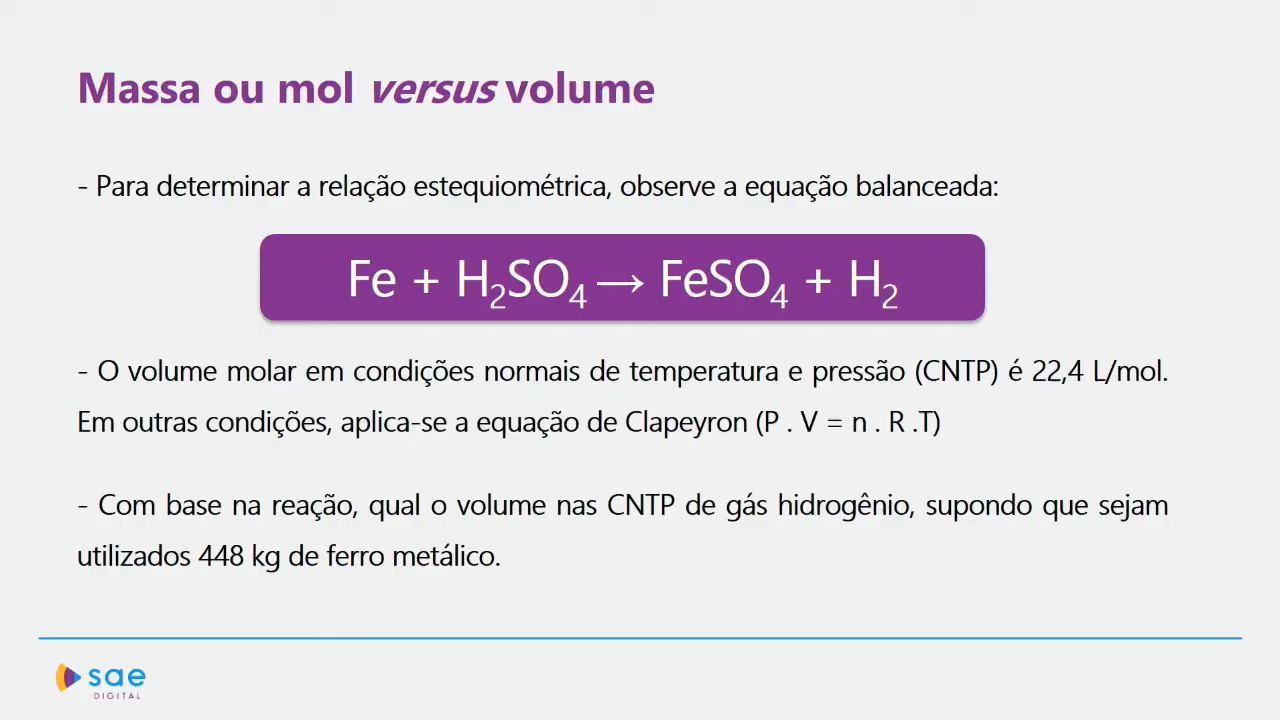 Massa ou mol versus volume
- Para determinar a relação estequiométrica, observe a equação balanceada:
Fe + H₂SO₄ → FeSO₄ + H₂
- O volume molar em condições normais de temperatura e pressão (CNTP) é 22,4 L/mol.
Em outras condições, aplica-se a equação de Clapeyron (P . V = n . R .T)
- Com base na reação, qual o volume nas CNTP de gás hidrogênio, supondo que sejam
utilizados 448 kg de ferro metálico.
sae
DIGITAL